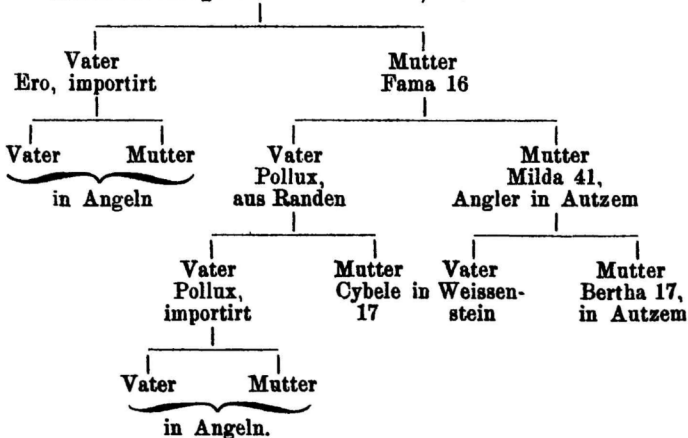 Vater Mutter
Ero, importirt Fama 16
Vater Mutter Vater Mutter
Pollux, Milda 41,
in Angeln aus Randen Angler in Autzem
Vater Mutter Vater Mutter
Pollux, Cybele in Weissen- Bertha 17,
importirt 17 stein in Autzem
Vater Mutter
in Angeln.